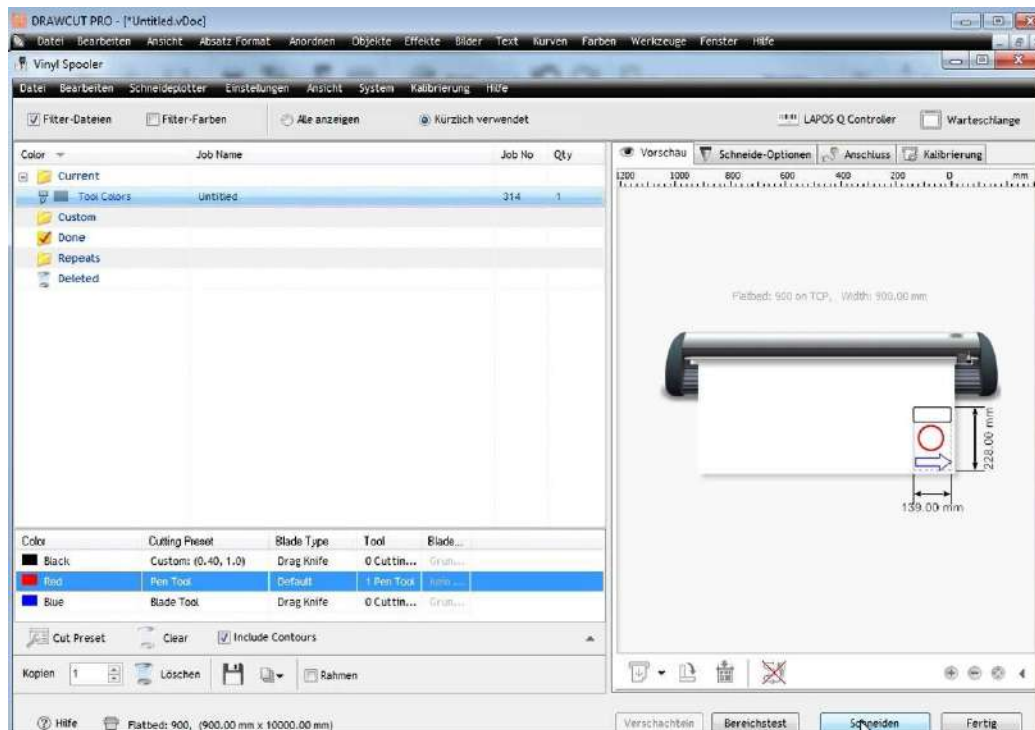 DRAWCUT PRO - [*Untitled.vDoc]
Datei Bearbeiten Ansicht Absatz Format Anordnen Objekte Effekte Bilder Text Kurven Farben Werkzeuge Fenster Hilfe
Vinyl Spooler
Datei Bearbeiten Schneideplotter Einstellungen Ansicht System Kalibrierung Hilfe
Filter-Dateien Filter-Farben Alle anzeigen Kürzlich verwendet LAPOS Q Controller Warteschlange
Color Job Name Job No Qty
Vorschau Schneide-Optionen Anschluss Kalibrierung
1200 1000 800 600 400 200 0 mm
Current
Tool Colors Untitled 314 1
Custom
Done
Repeats
Deleted
Flatbed: 900 on TCP, Width: 900.00 mm
228.00 mm
139.00 mm
Color Cutting Preset Blade Type Tool Blade...
Black Custom: (0.40, 1.0) Drag Knife 0 Cuttin... Grun...
Red Pen Tool Default 1 Pen Tool
Blue Blade Tool Drag Knife 0 Cuttin... Grun...
Cut Preset Clear Include Contours
Kopien 1 Löschen Rahmen
Hilfe Flatbed: 900, (900.00 mm x 10000.00 mm)
Verschachteln Bereichstest Schneiden Fertig